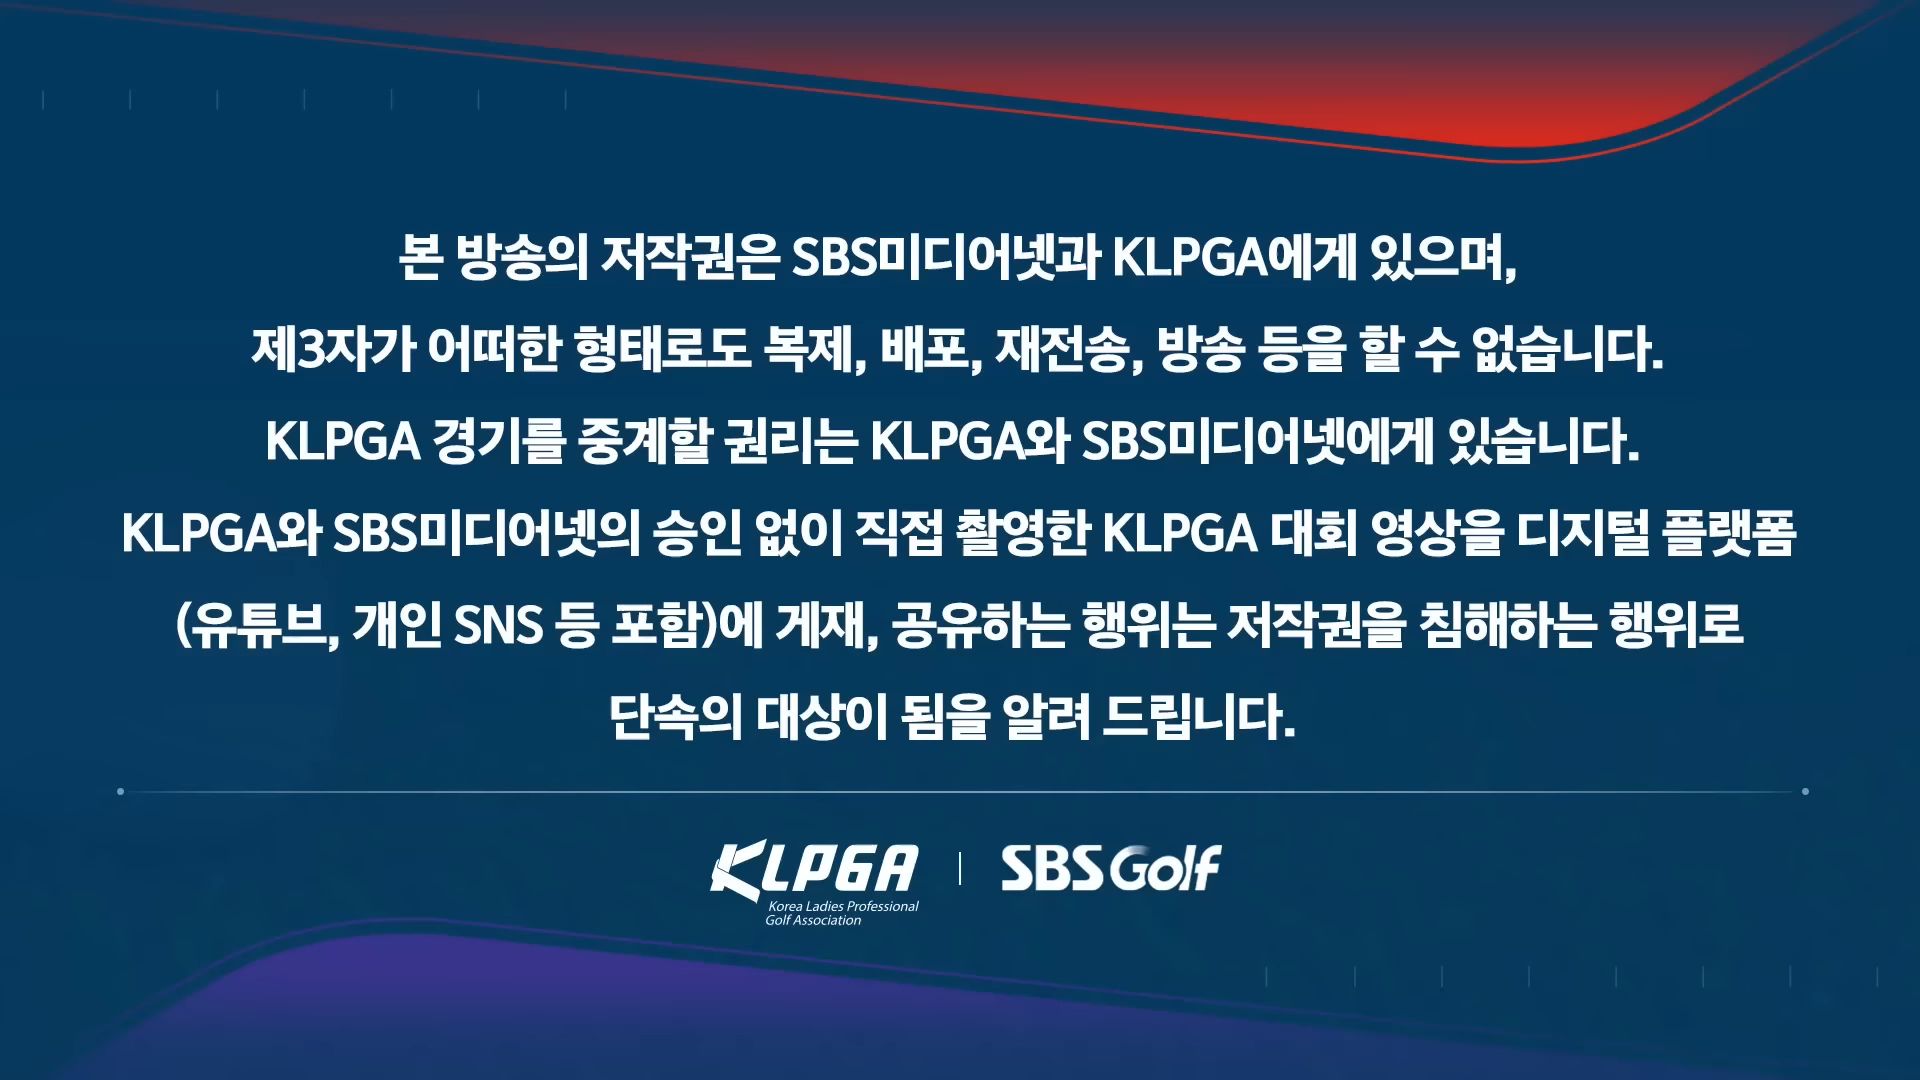 본 방송의 저작권은 SBS미디어넷과 KLPGA에게 있으며,
제3자가 어떠한 형태로도 복제, 배포, 재전송, 방송 등을 할 수 없습니다.
KLPGA 경기를 중계할 권리는 KLPGA와 SBS미디어넷에게 있습니다.
KLPGA와 SBS미디어넷의 승인 없이 직접 촬영한 KLPGA 대회 영상을 디지털 플랫폼
(유튜브, 개인 SNS 등 포함)에 게재, 공유하는 행위는 저작권을 침해하는 행위로
단속의 대상이 됨을 알려 드립니다.
KLPGA
Korea Ladies Professional
Golf Association
SBS Golf